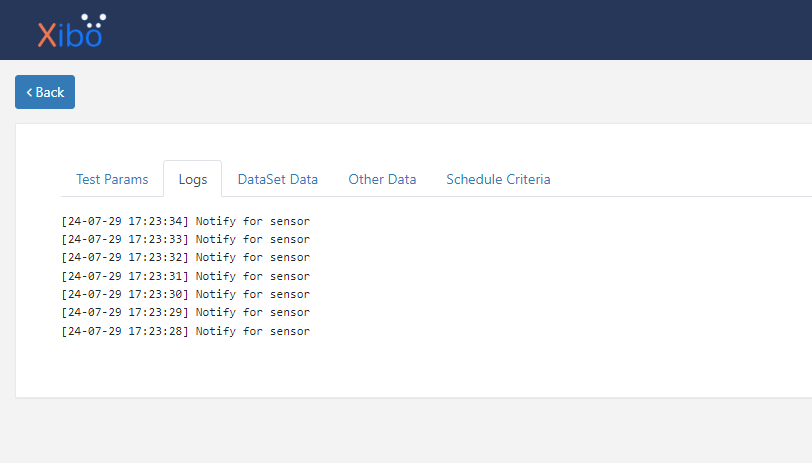 Xibo
Back
Test Params Logs DataSet Data Other Data Schedule Criteria
[24-07-29 17:23:34] Notify for sensor
[24-07-29 17:23:33] Notify for sensor
[24-07-29 17:23:32] Notify for sensor
[24-07-29 17:23:31] Notify for sensor
[24-07-29 17:23:30] Notify for sensor
[24-07-29 17:23:29] Notify for sensor
[24-07-29 17:23:28] Notify for sensor